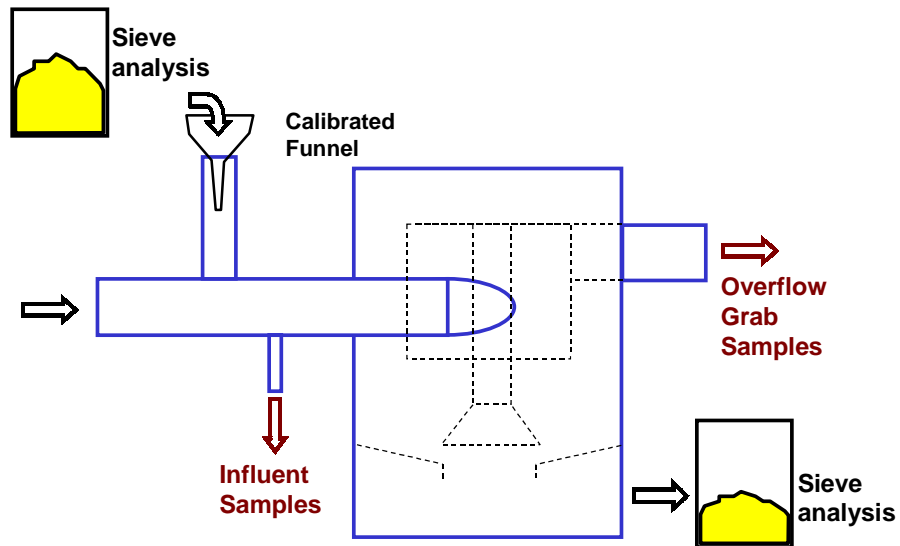 Sieve
analysis
Calibrated
Funnel
Overflow
Grab
Samples
Influent
Samples
Sieve
analysis